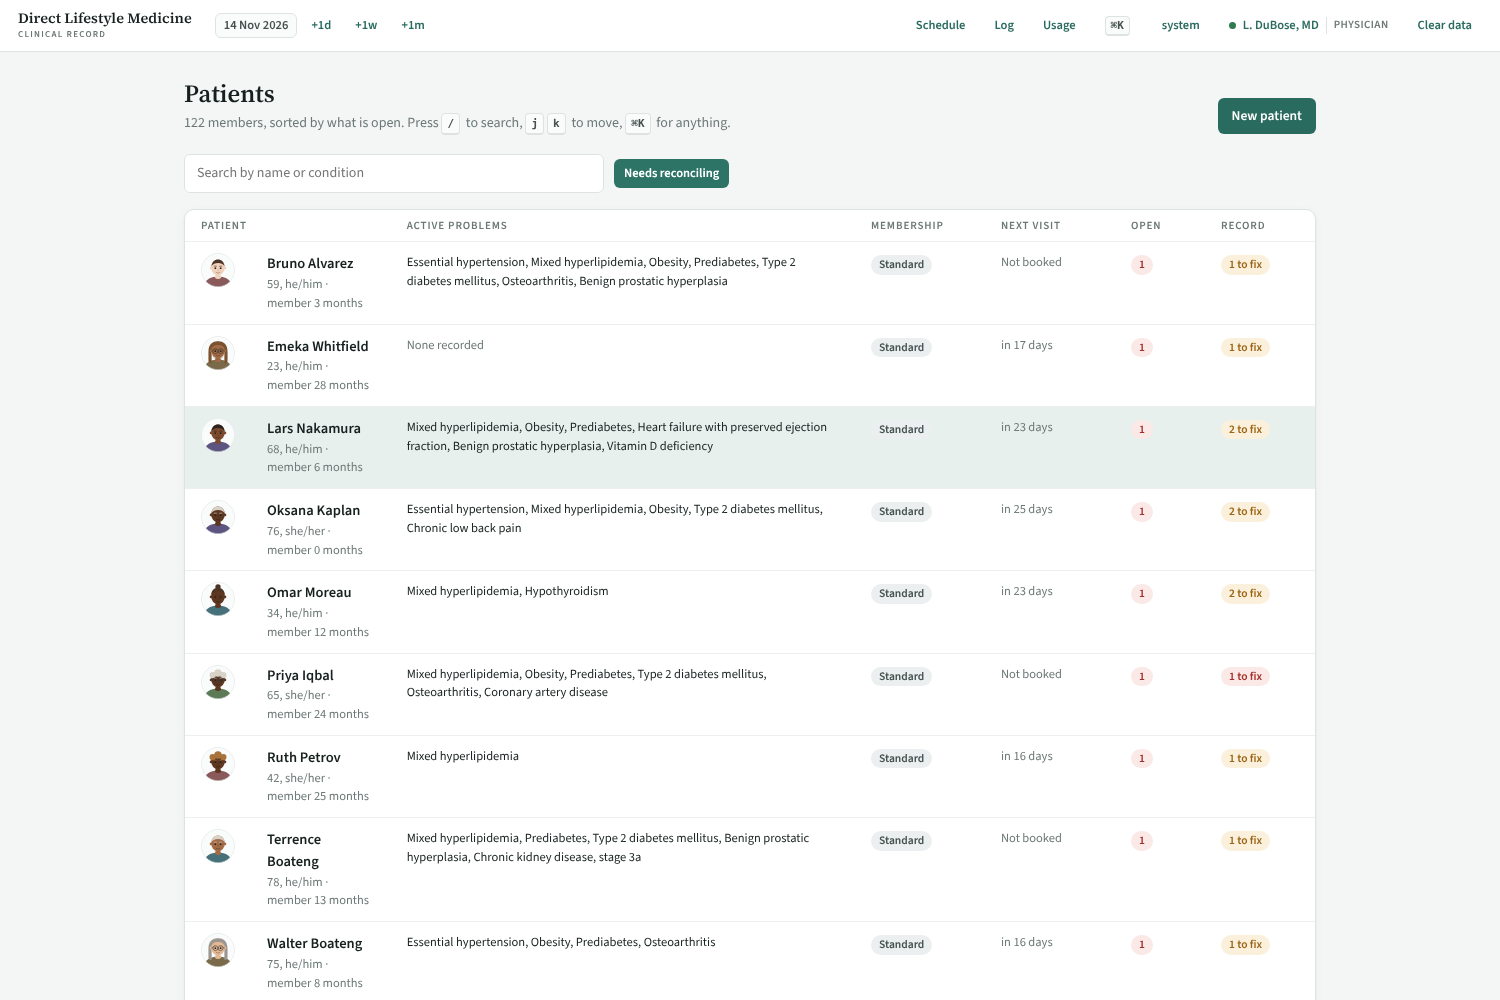 Direct Lifestyle Medicine
CLINICAL RECORD
14 Nov 2026 +1d +1w +1m
Schedule Log Usage ⌘K system L. DuBose, MD PHYSICIAN Clear data
Patients
122 members, sorted by what is open. Press / to search, j k to move, ⌘K for anything.
New patient
Search by name or condition
Needs reconciling
PATIENT ACTIVE PROBLEMS MEMBERSHIP NEXT VISIT OPEN RECORD
Bruno Alvarez
59, he/him ·
member 3 months
Essential hypertension, Mixed hyperlipidemia, Obesity, Prediabetes, Type 2
diabetes mellitus, Osteoarthritis, Benign prostatic hyperplasia
Standard Not booked 1 1 to fix
Emeka Whitfield
23, he/him ·
member 28 months
None recorded
Standard in 17 days 1 1 to fix
Lars Nakamura
68, he/him ·
member 6 months
Mixed hyperlipidemia, Obesity, Prediabetes, Heart failure with preserved ejection
fraction, Benign prostatic hyperplasia, Vitamin D deficiency
Standard in 23 days 1 2 to fix
Oksana Kaplan
76, she/her ·
member 0 months
Essential hypertension, Mixed hyperlipidemia, Obesity, Type 2 diabetes mellitus,
Chronic low back pain
Standard in 25 days 1 2 to fix
Omar Moreau
34, he/him ·
member 12 months
Mixed hyperlipidemia, Hypothyroidism
Standard in 23 days 1 2 to fix
Priya Iqbal
65, she/her ·
member 24 months
Mixed hyperlipidemia, Obesity, Prediabetes, Type 2 diabetes mellitus,
Osteoarthritis, Coronary artery disease
Standard Not booked 1 1 to fix
Ruth Petrov
42, she/her ·
member 25 months
Mixed hyperlipidemia
Standard in 16 days 1 1 to fix
Terrence
Boateng
78, he/him ·
member 13 months
Mixed hyperlipidemia, Prediabetes, Type 2 diabetes mellitus, Benign prostatic
hyperplasia, Chronic kidney disease, stage 3a
Standard Not booked 1 1 to fix
Walter Boateng
75, he/him ·
member 8 months
Essential hypertension, Obesity, Prediabetes, Osteoarthritis
Standard in 16 days 1 1 to fix